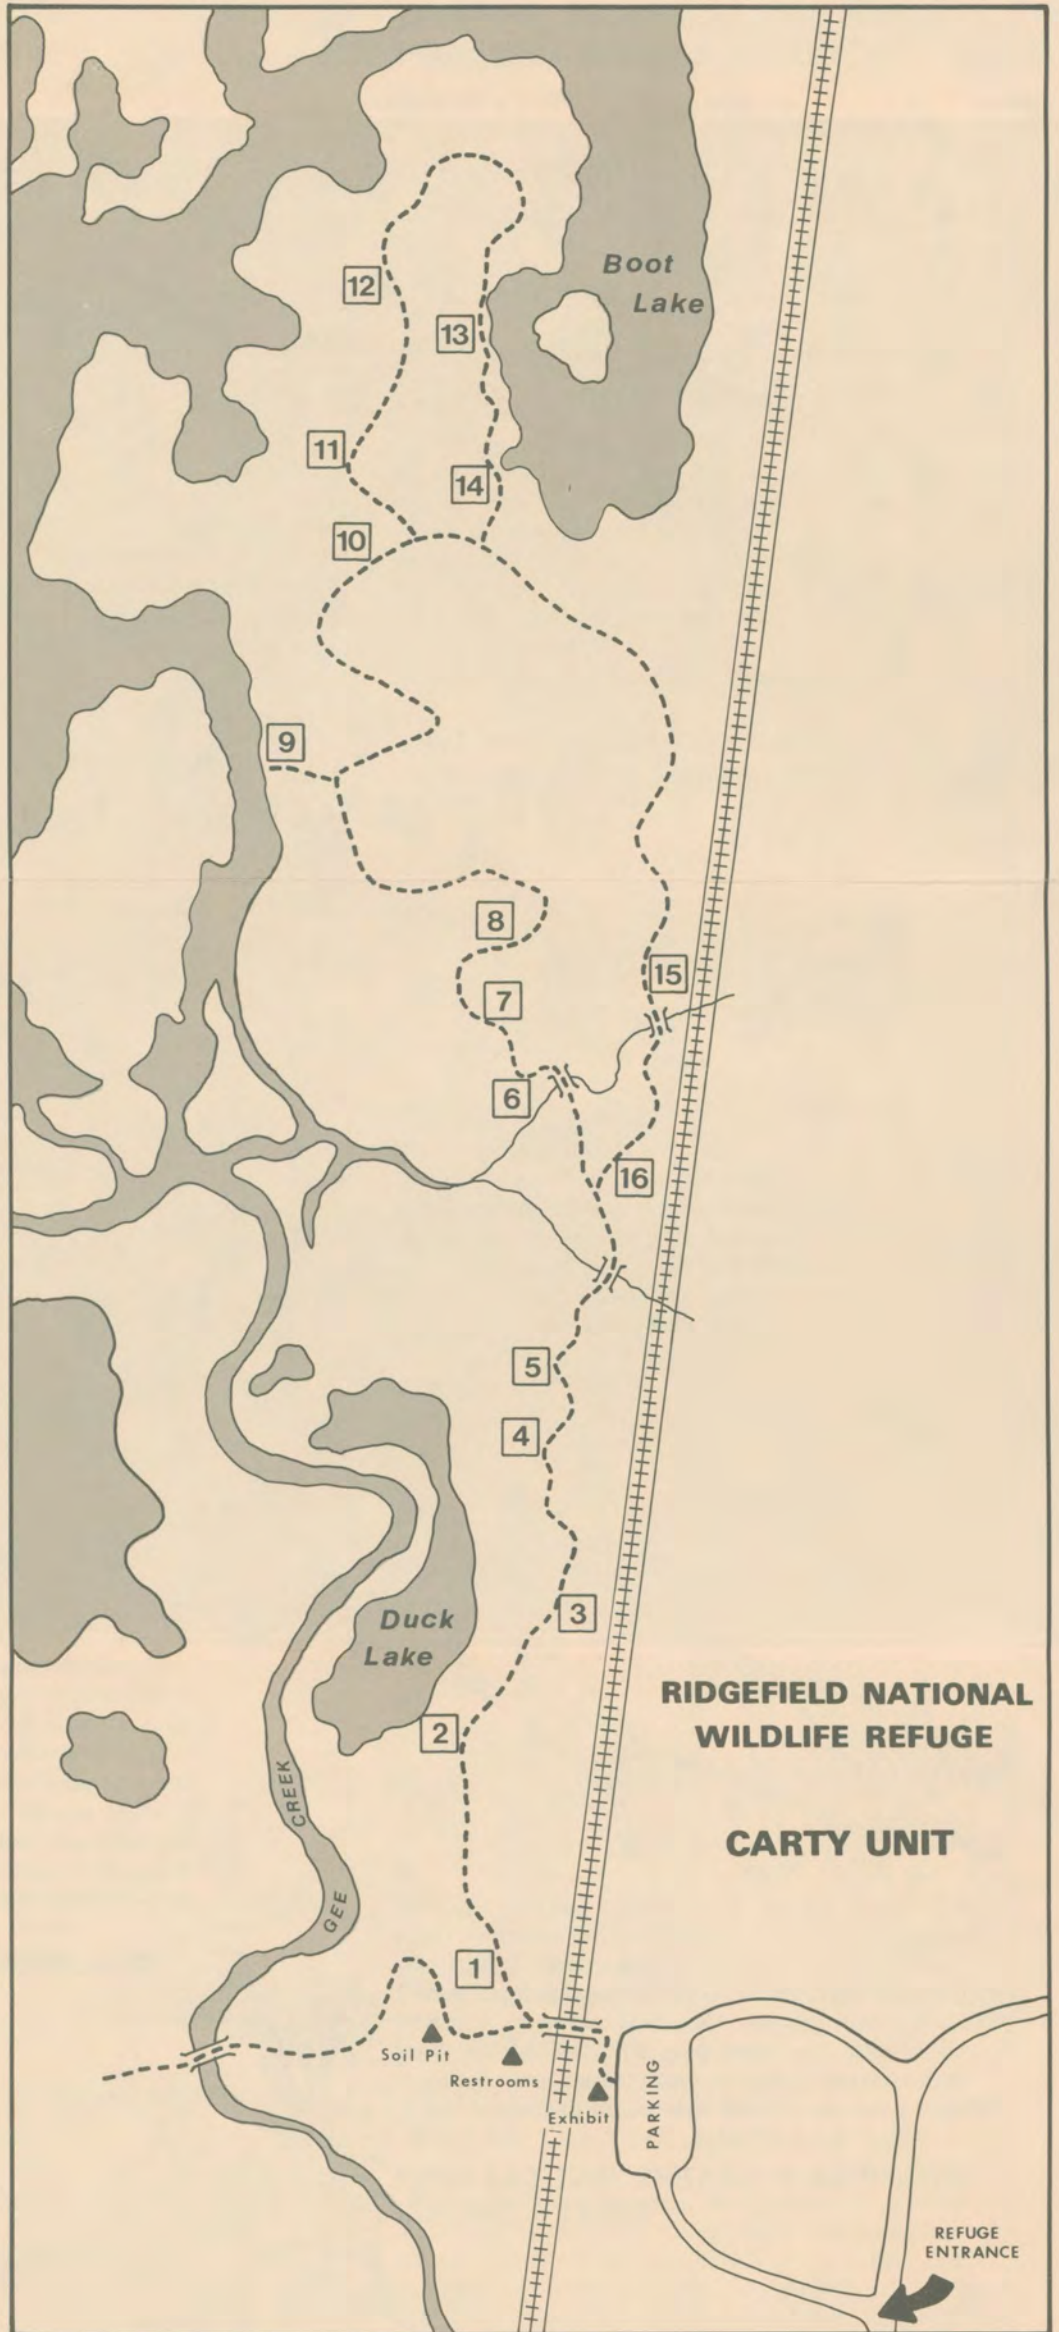 Boot
Lake
12
13
11
14
10
9
8
15
7
6
16
5
4
3
Duck
Lake
2
RIDGEFIELD NATIONAL
WILDLIFE REFUGE
CARTY UNIT
CREEK
GEE
1
Soil Pit
Restrooms
Exhibit
PARKING
REFUGE
ENTRANCE